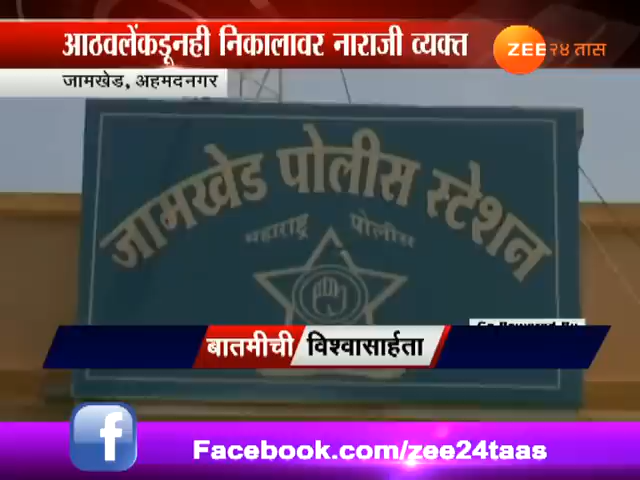 आठवलेंकडूनही निकालावर नाराजी व्यक्त
ZEE २४ तास
जामखेड, अहमदनगर
जामखेड पोलीस स्टेशन
महाराष्ट्र पोलीस
बातमीची विश्वासार्हता
Facebook.com/zee24taas